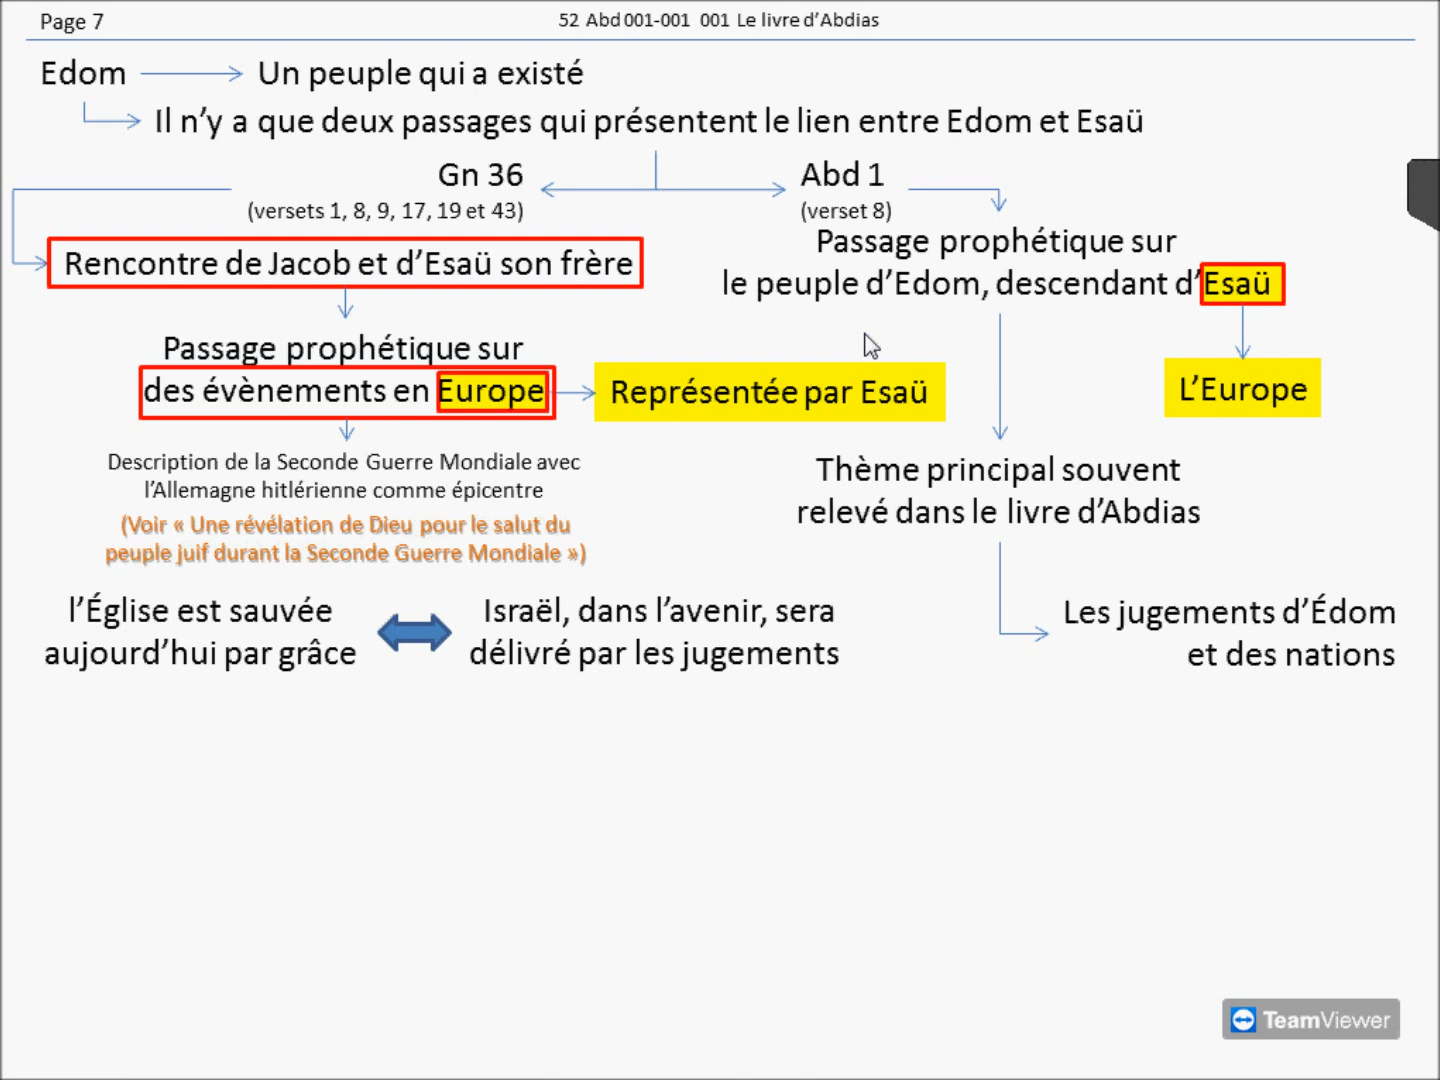 Page 7
52 Abd 001-001 001 Le livre d’Abdias
Edom
Un peuple qui a existé
Il n’y a que deux passages qui présentent le lien entre Edom et Esaü
Gn 36
(versets 1, 8, 9, 17, 19 et 43)
Abd 1
(verset 8)
Rencontre de Jacob et d’Esaü son frère
Passage prophétique sur
le peuple d’Edom, descendant d’Esaü
Passage prophétique sur
des évènements en Europe
Représentée par Esaü
L’Europe
Description de la Seconde Guerre Mondiale avec
l’Allemagne hitlérienne comme épicentre
(Voir « Une révélation de Dieu pour le salut du
peuple juif durant la Seconde Guerre Mondiale »)
Thème principal souvent
relevé dans le livre d’Abdias
l’Église est sauvée
aujourd’hui par grâce
Israël, dans l’avenir, sera
délivré par les jugements
Les jugements d’Édom
et des nations
TeamViewer